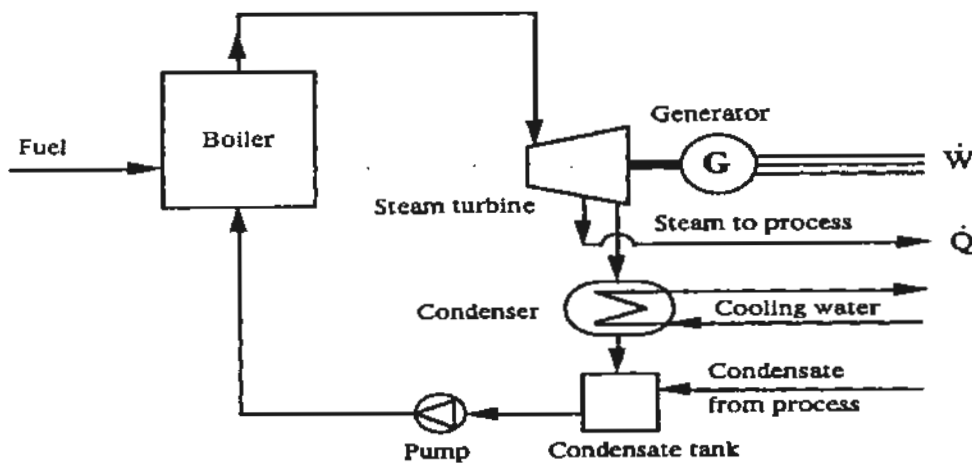 Generator
Boiler
Fuel
G
Ẇ
Steam turbine
Steam to process
Q̇
Condenser
Cooling water
Condensate
from process
Pump
Condensate tank